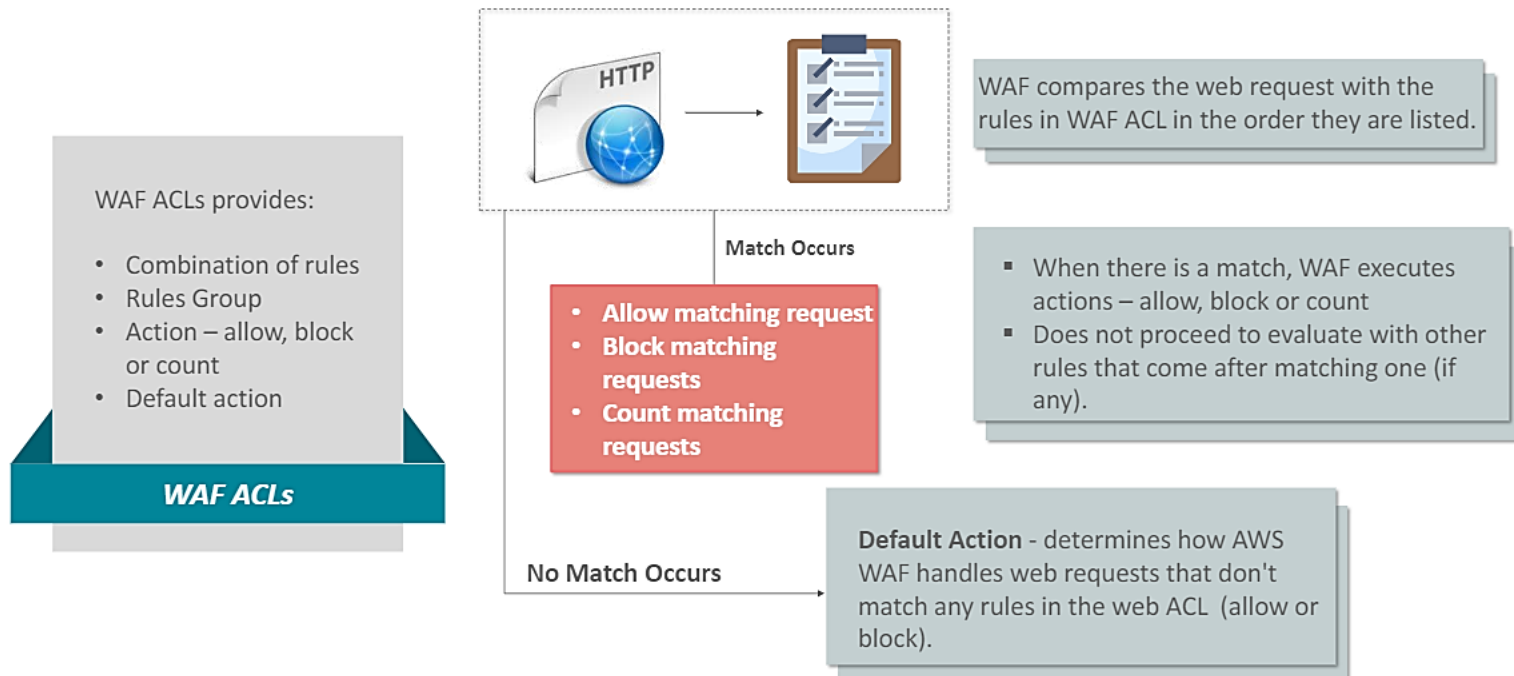 WAF ACLs provides:
• Combination of rules
• Rules Group
• Action – allow, block
or count
• Default action
WAF ACLs
HTTP
WAF compares the web request with the
rules in WAF ACL in the order they are listed.
Match Occurs
• Allow matching request
• Block matching
requests
• Count matching
requests
▪ When there is a match, WAF executes
actions – allow, block or count
▪ Does not proceed to evaluate with other
rules that come after matching one (if
any).
No Match Occurs
Default Action - determines how AWS
WAF handles web requests that don't
match any rules in the web ACL (allow or
block).